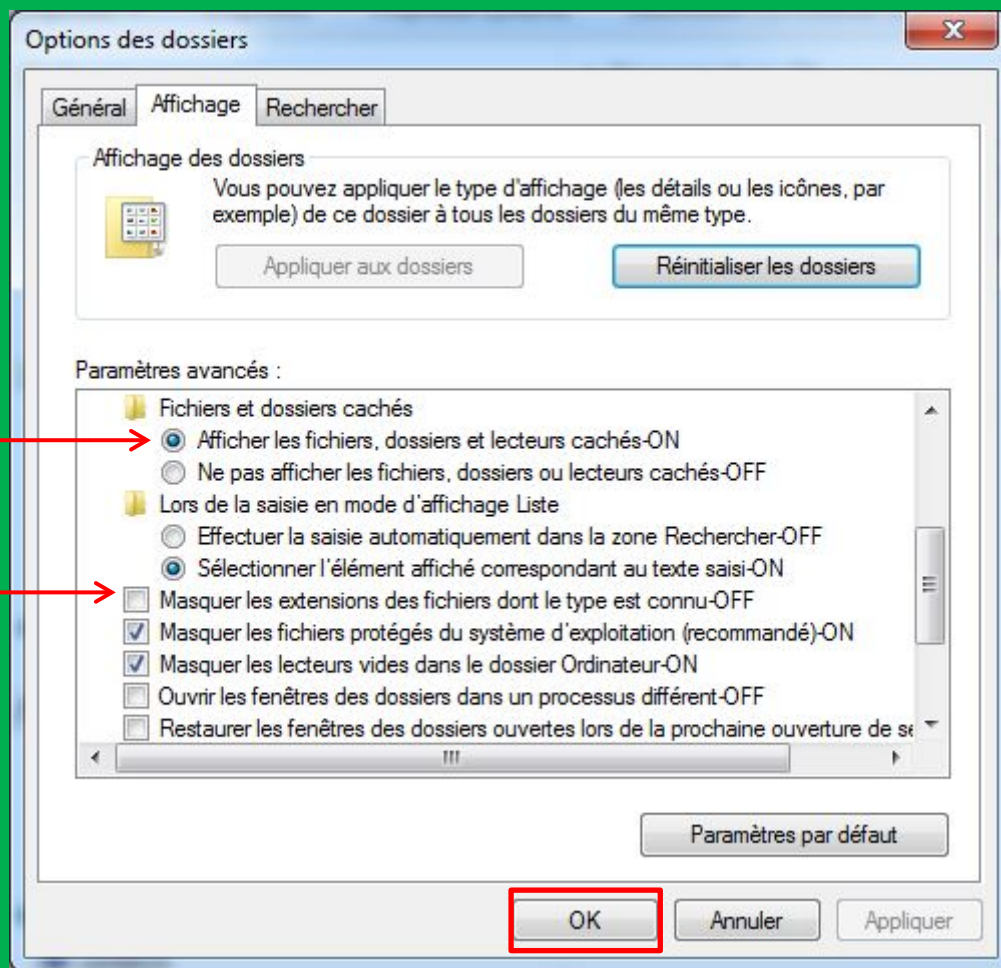 Options des dossiers
Général
Affichage
Rechercher
Affichage des dossiers
Vous pouvez appliquer le type d'affichage (les détails ou les icônes, par
exemple) de ce dossier à tous les dossiers du même type.
Appliquer aux dossiers
Réinitialiser les dossiers
Paramètres avancés :
Fichiers et dossiers cachés
Afficher les fichiers, dossiers et lecteurs cachés-ON
Ne pas afficher les fichiers, dossiers ou lecteurs cachés-OFF
Lors de la saisie en mode d'affichage Liste
Effectuer la saisie automatiquement dans la zone Rechercher-OFF
Sélectionner l'élément affiché correspondant au texte saisi-ON
Masquer les extensions des fichiers dont le type est connu-OFF
Masquer les fichiers protégés du système d'exploitation (recommandé)-ON
Masquer les lecteurs vides dans le dossier Ordinateur-ON
Ouvrir les fenêtres des dossiers dans un processus différent-OFF
Restaurer les fenêtres des dossiers ouvertes lors de la prochaine ouverture de se
Paramètres par défaut
OK
Annuler
Appliquer